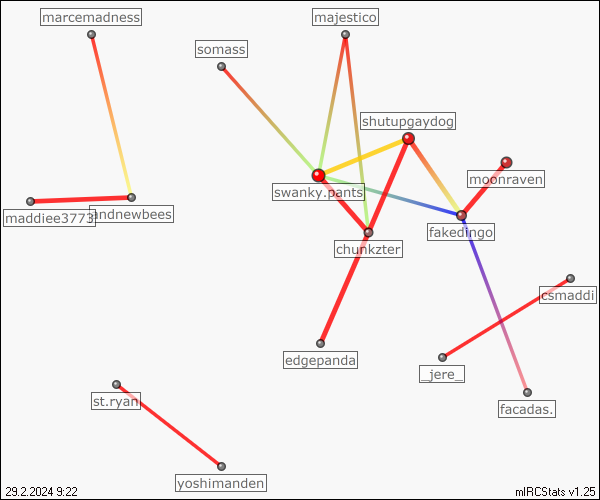 marcemadness
majestico
somass
shutupgaydog
moonraven
swanky.pants
maddiee3773
andnewbees
fakedingo
chunkzter
csmaddi
edgepanda
_jere_
st.ryan
facadas.
yoshimanden
29.2.2024 9:22
mIRCStats v1.25